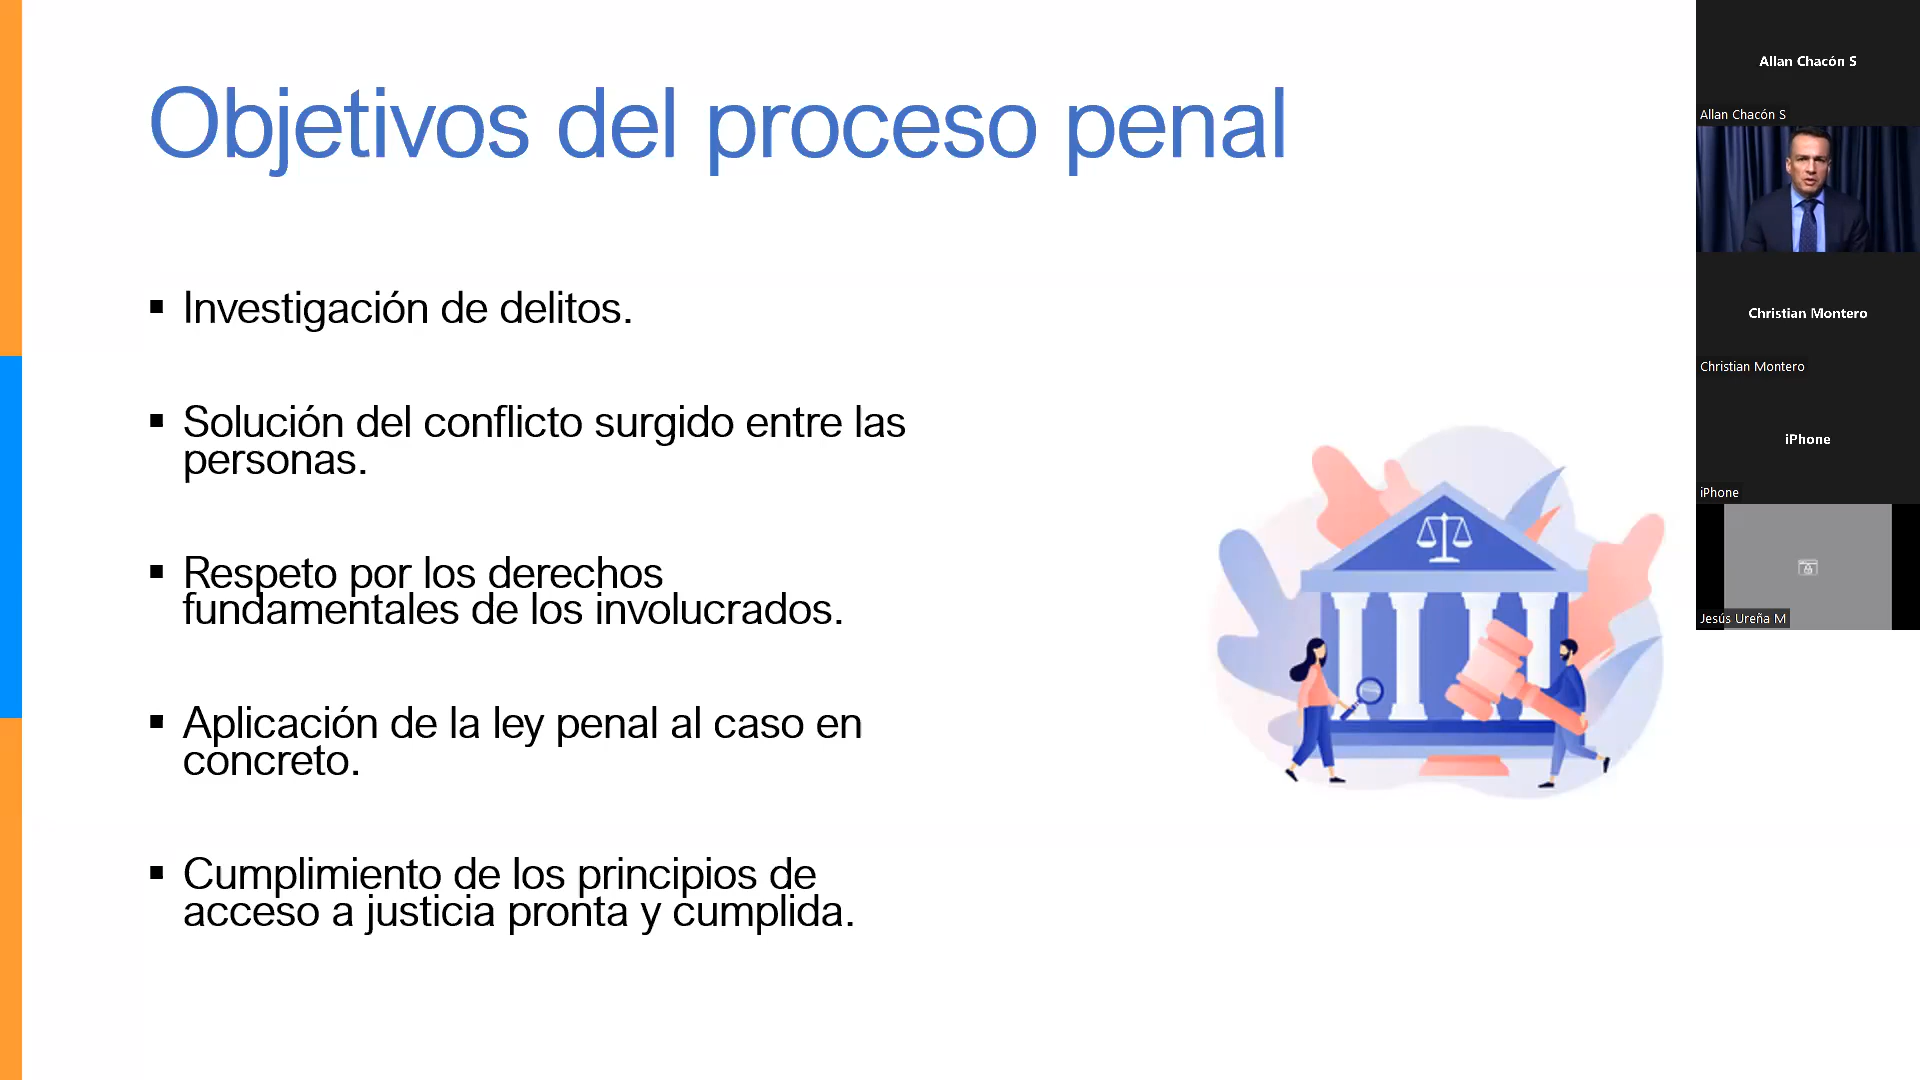 Objetivos del proceso penal
▪ Investigación de delitos.
▪ Solución del conflicto surgido entre las
personas.
▪ Respeto por los derechos
fundamentales de los involucrados.
▪ Aplicación de la ley penal al caso en
concreto.
▪ Cumplimiento de los principios de
acceso a justicia pronta y cumplida.
Allan Chacón S
Allan Chacón S
Christian Montero
Christian Montero
iPhone
iPhone
Jesús Ureña M